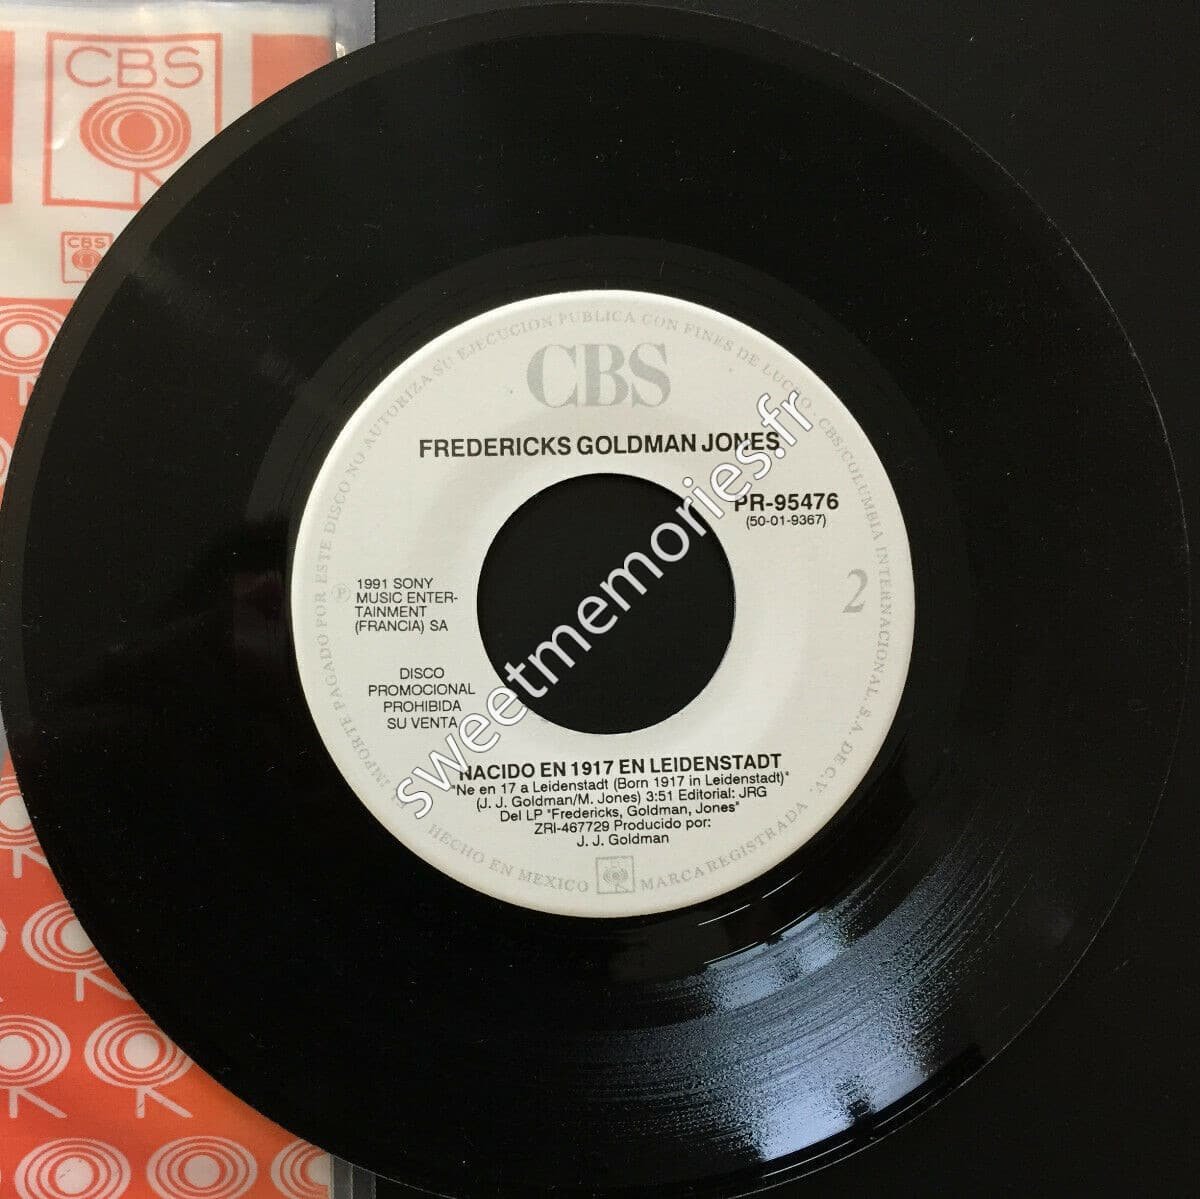 CBS
CBS
EL IMPORTE PAGADO POR ESTE DISCO NO AUTORIZA SU EJECUCION PUBLICA CON FINES DE LUCRO · CBS/COLUMBIA INTERNACIONAL, S.A. DE C.V.
CBS
FREDERICKS GOLDMAN JONES
PR-95476
(50-01-9367)
2
Ⓟ 1991 SONY
MUSIC ENTER-
TAINMENT
(FRANCIA) SA
DISCO
PROMOCIONAL
PROHIBIDA
SU VENTA
NACIDO EN 1917 EN LEIDENSTADT
"Ne en 17 a Leidenstadt (Born 1917 in Leidenstadt)"
(J. J. Goldman/M. Jones) 3:51 Editorial: JRG
Del LP "Fredericks, Goldman, Jones"
ZRI-467729 Producido por:
J. J. Goldman
HECHO EN MEXICO MARCA REGISTRADA
sweetmemories.fr